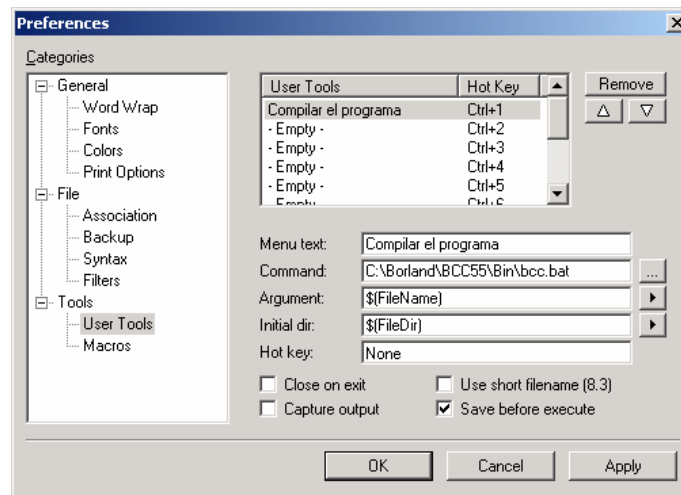 Preferences
Categories
General
Word Wrap
Fonts
Colors
Print Options
File
Association
Backup
Syntax
Filters
Tools
User Tools
Macros
User Tools Hot Key
Compilar el programa Ctrl+1
- Empty - Ctrl+2
- Empty - Ctrl+3
- Empty - Ctrl+4
- Empty - Ctrl+5
- Empty - Ctrl+6
Remove
Menu text: Compilar el programa
Command: C:\Borland\BCC55\Bin\bcc.bat ...
Argument: $(FileName)
Initial dir: $(FileDir)
Hot key: None
Close on exit Use short filename (8.3)
Capture output Save before execute
OK Cancel Apply